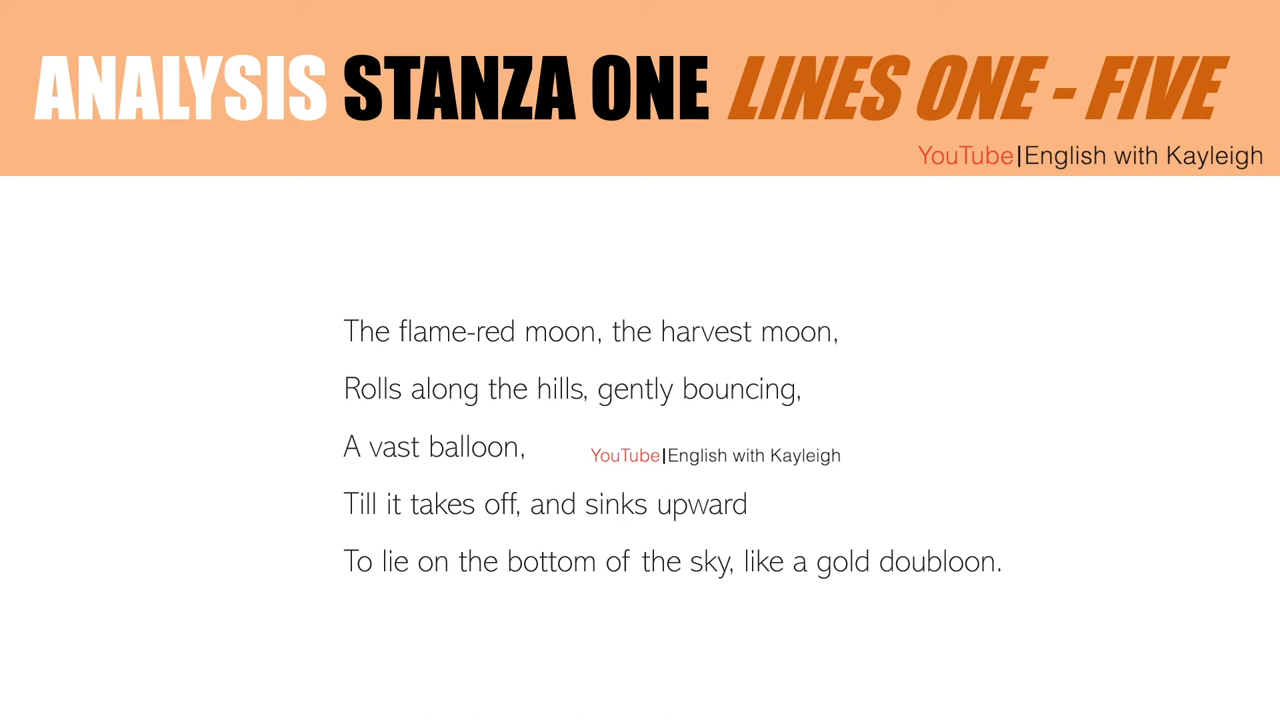 ANALYSIS STANZA ONE LINES ONE - FIVE
YouTube|English with Kayleigh
The flame-red moon, the harvest moon,
Rolls along the hills, gently bouncing,
A vast balloon,
YouTube|English with Kayleigh
Till it takes off, and sinks upward
To lie on the bottom of the sky, like a gold doubloon.